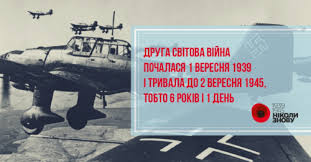 ДРУГА СВІТОВА ВІЙНА
ПОЧАЛАСЯ 1 ВЕРЕСНЯ 1939
І ТРИВАЛА ДО 2 ВЕРЕСНЯ 1945,
ТОБТО 6 РОКІВ І 1 ДЕНЬ
НІКОЛИ
ЗНОВУ